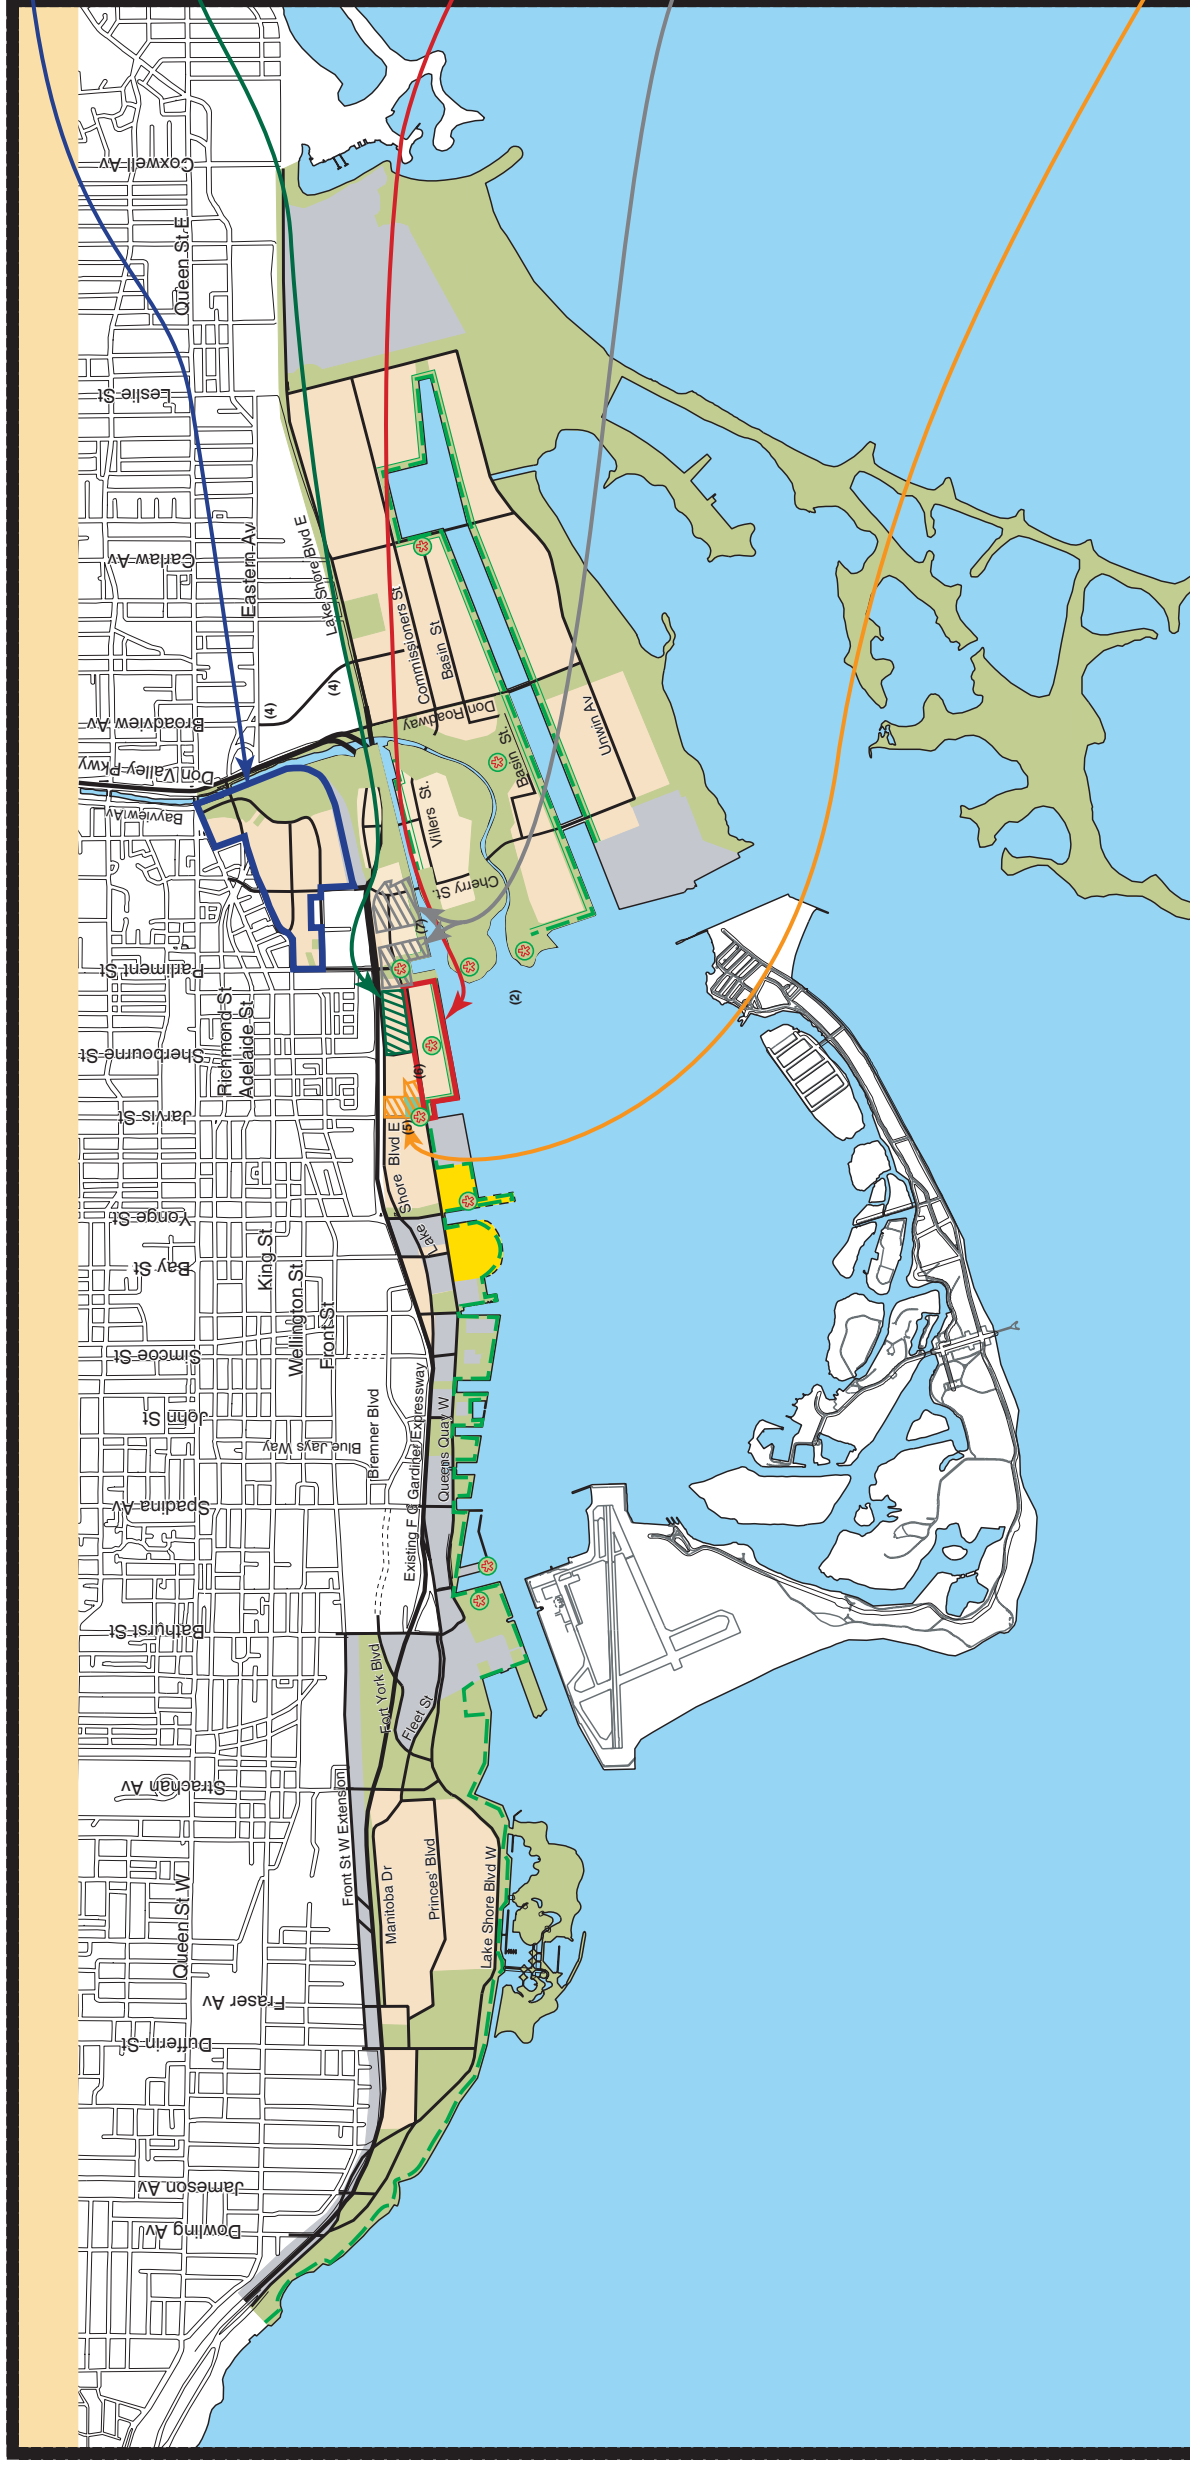 Coxwell Av
Queen St E
Leslie St
Eastern Av
Carlaw Av
Lake Shore Blvd E
Commissioners St
Basin St
(4)
(4)
Broadview Av
Don Roadway
Unwin Av
Don Valley Pkwy
Basin St.
Bayview Av
Villers St.
Cherry St.
(7)
Parliment St
(2)
Richmond St
Adelaide St
Sherbourne St
(6)
Jarvis St
(5)
Lake Shore Blvd E
Yonge St
King St
Bay St
Wellington St
Front St
Simcoe St
John St
Blue Jays Way
Bremner Blvd
Existing F G Gardiner Expressway
Queens Quay W
Spadina Av
Bathurst St
Fort York Blvd
Fleet St
Strachan Av
Front St W Extension
Manitoba Dr
Princes' Blvd
Lake Shore Blvd W
Queen St W
Fraser Av
Dufferin St
Jameson Av
Dowling Av